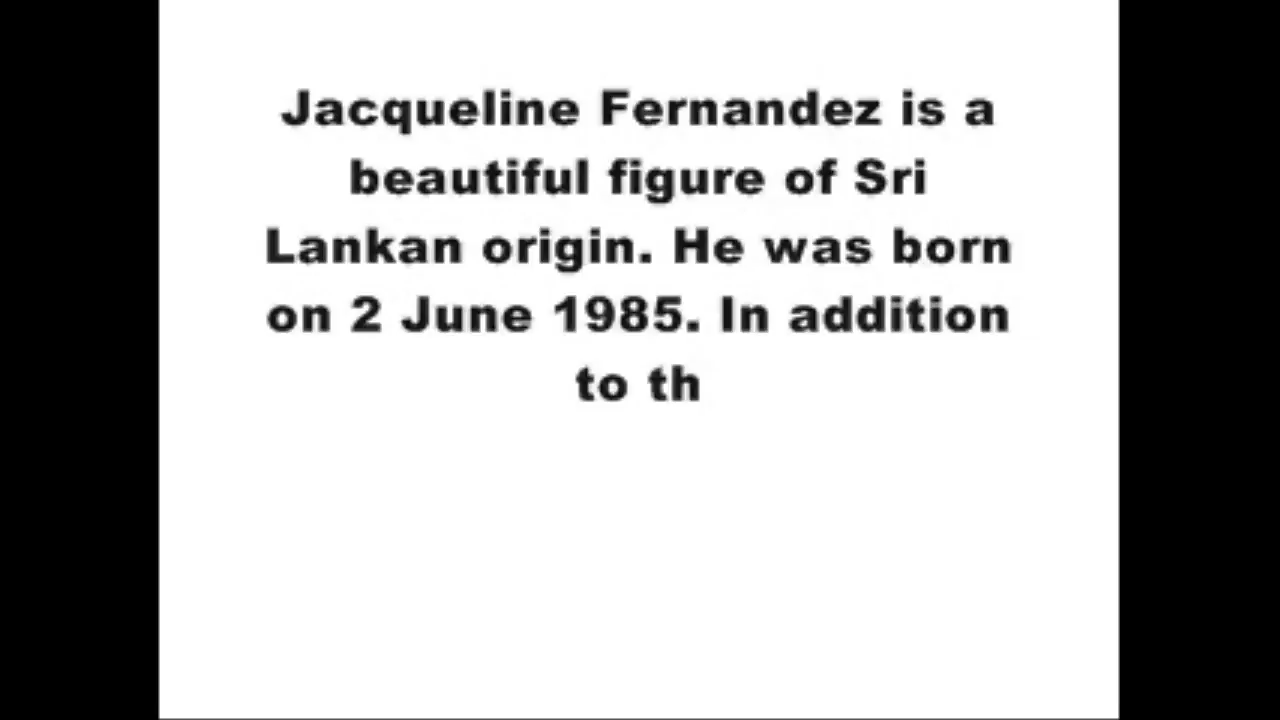 Jacqueline Fernandez is a
beautiful figure of Sri
Lankan origin. He was born
on 2 June 1985. In addition
to th